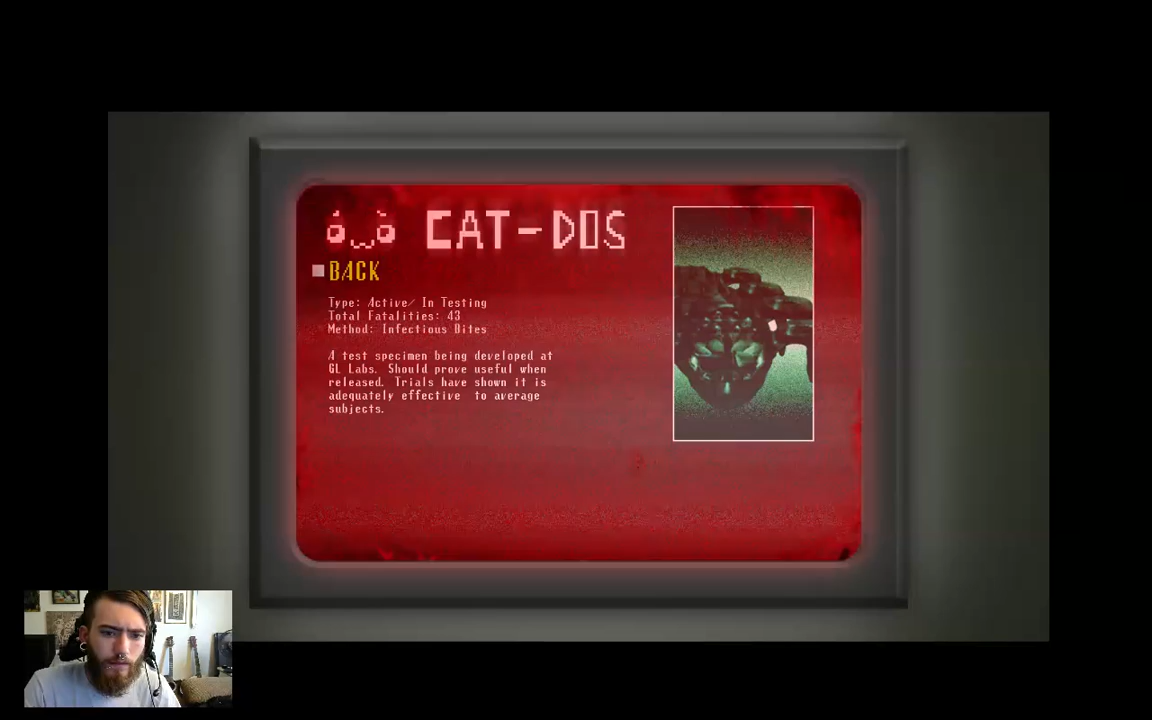 CAT-DOS
BACK
Type: Active/ In Testing
Total Fatalities: 43
Method: Infectious Bites
A test specimen being developed at
GL Labs. Should prove useful when
released. Trials have shown it is
adequately effective to average
subjects.